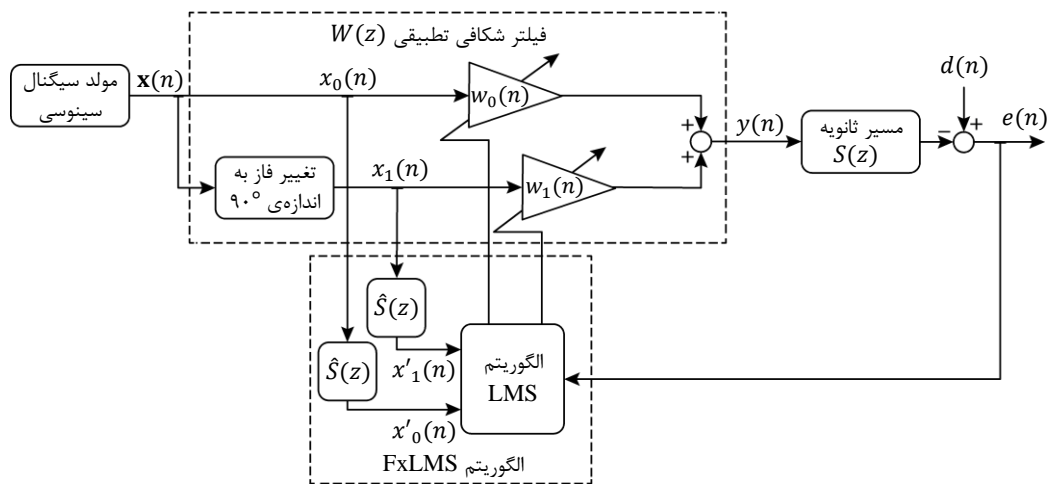 فیلتر شکافی تطبیقی W(z)
مولد سیگنال
سینوسی
x(n)
x₀(n)
w₀(n)
d(n)
تغییر فاز به
اندازه‌ی ۹۰°
x₁(n)
w₁(n)
+
+
y(n)
مسیر ثانویه
S(z)
−
+
e(n)
Ŝ(z)
Ŝ(z)
x'₁(n)
x'₀(n)
الگوریتم
LMS
الگوریتم FxLMS